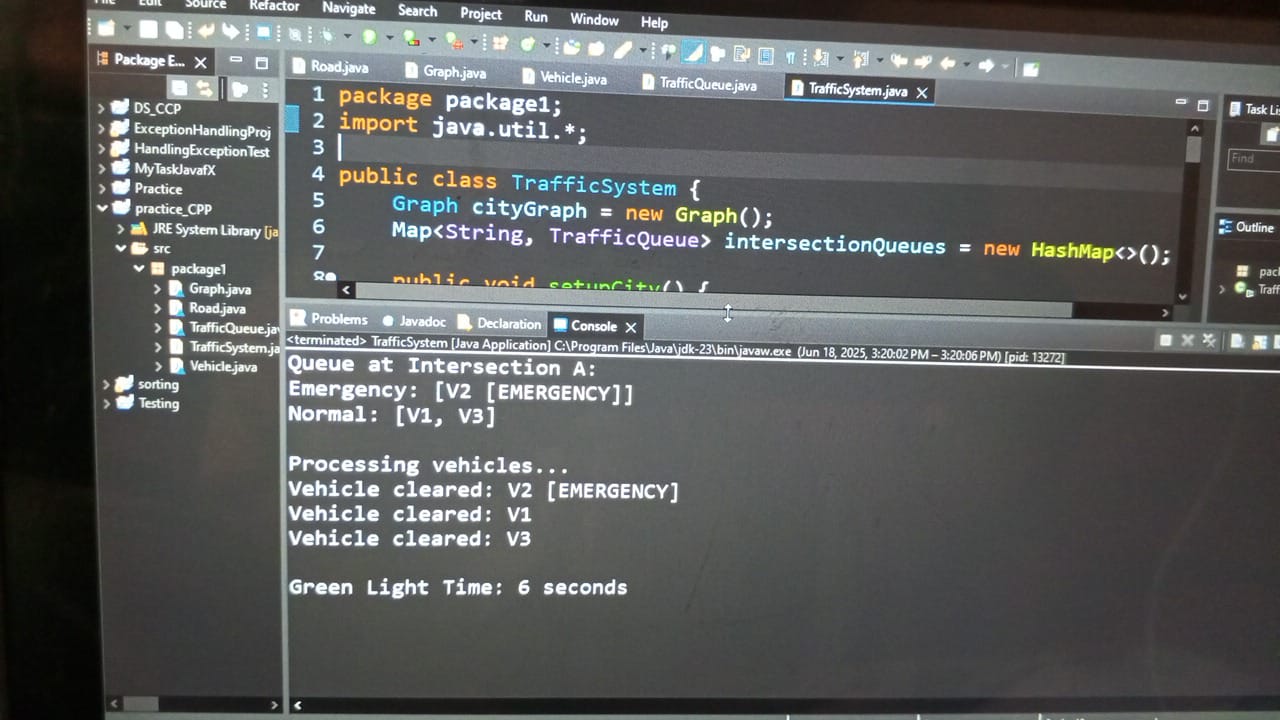 Edit Source Refactor Navigate Search Project Run Window Help
Package E...
DS_CCP
ExceptionHandlingProj
HandlingExceptionTest
MyTaskJavafX
Practice
practice_CPP
JRE System Library [ja
src
package1
Graph.java
Road.java
TrafficQueue.jav
TrafficSystem.ja
Vehicle.java
sorting
Testing
Road.java Graph.java Vehicle.java TrafficQueue.java TrafficSystem.java
1 package package1;
2 import java.util.*;
3
4 public class TrafficSystem {
5 Graph cityGraph = new Graph();
6 Map<String, TrafficQueue> intersectionQueues = new HashMap<>();
7
8 public void setupCity() {
Problems Javadoc Declaration Console
<terminated> TrafficSystem [Java Application] C:\Program Files\Java\jdk-23\bin\javaw.exe (Jun 18, 2025, 3:20:02 PM – 3:20:06 PM) [pid: 13272]
Queue at Intersection A:
Emergency: [V2 [EMERGENCY]]
Normal: [V1, V3]
Processing vehicles...
Vehicle cleared: V2 [EMERGENCY]
Vehicle cleared: V1
Vehicle cleared: V3
Green Light Time: 6 seconds
Task Lis
Find
Outline
pac
Traff